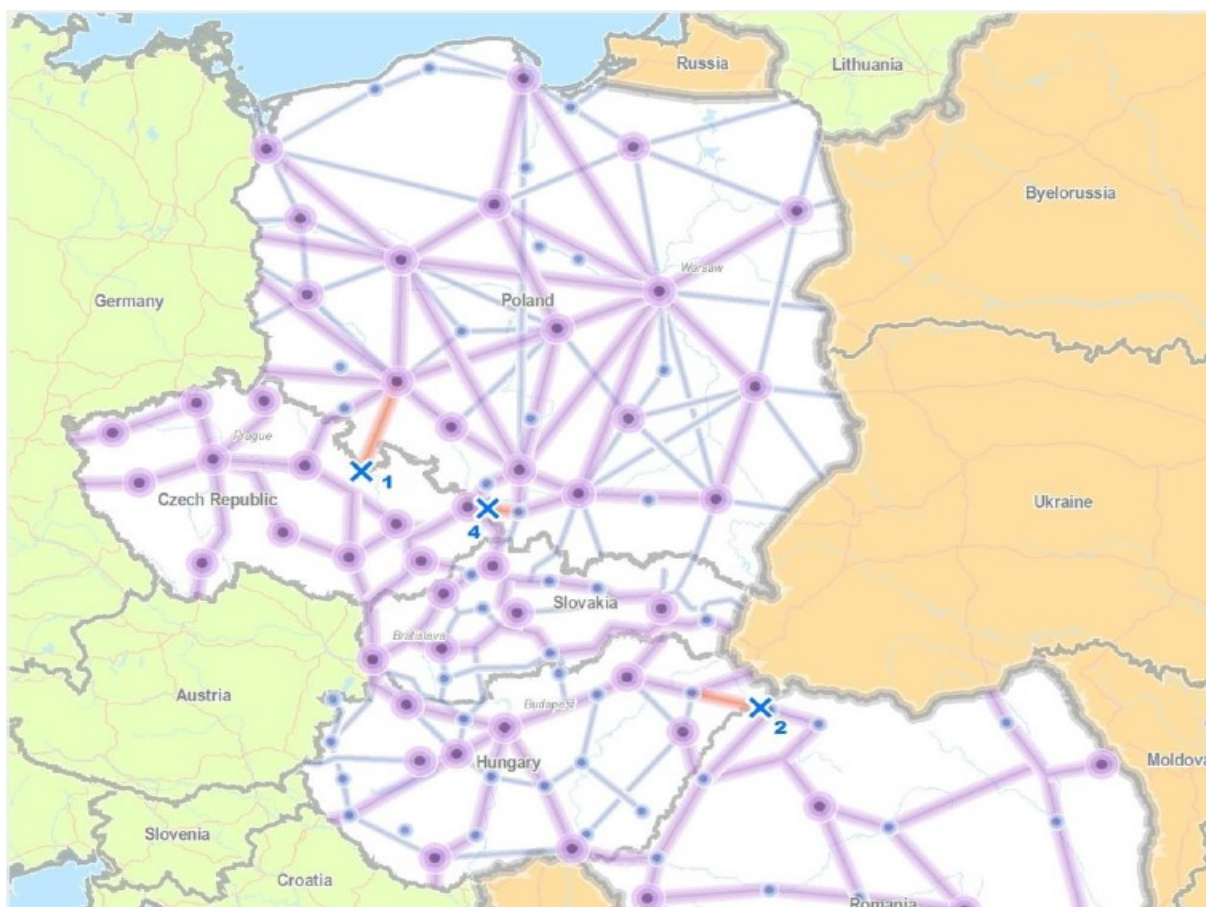 Russia
Lithuania
Byelorussia
Warsaw
Germany
Poland
Prague
1
Czech Republic
4
Ukraine
Slovakia
Bratislava
Austria
Budapest
2
Hungary
Moldova
Slovenia
Croatia
Romania